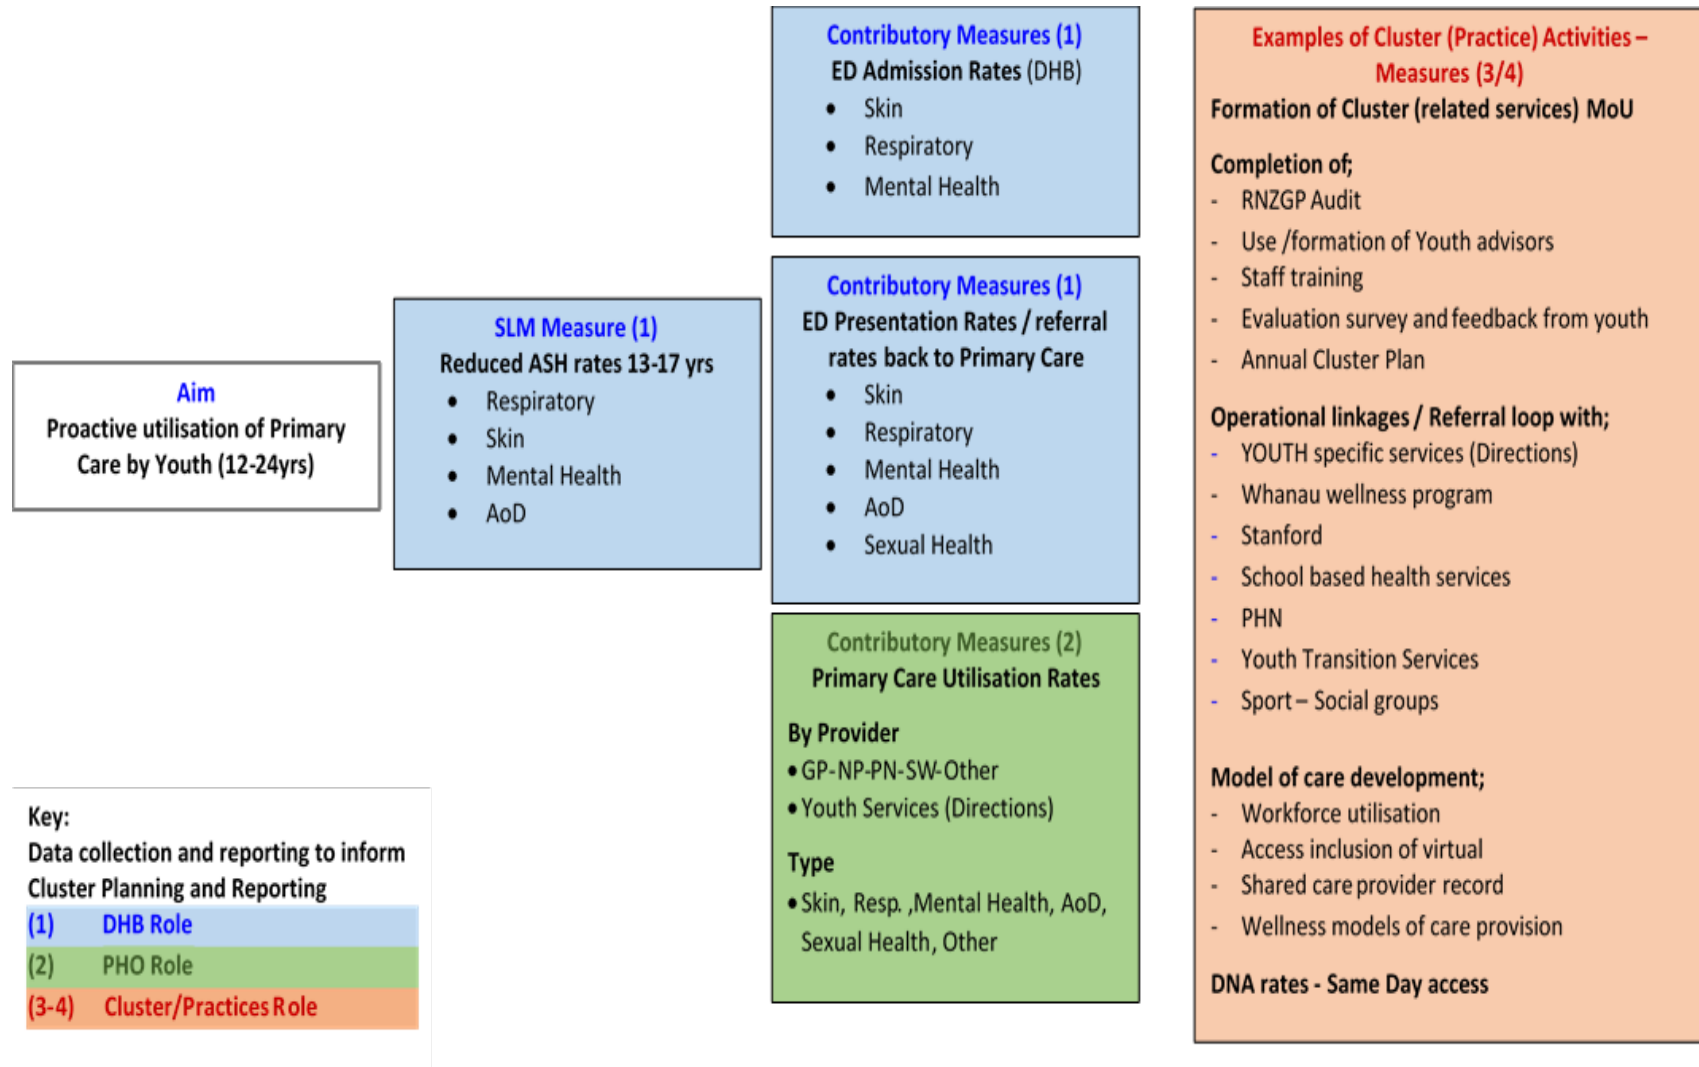 Aim
Proactive utilisation of Primary
Care by Youth (12-24yrs)
SLM Measure (1)
Reduced ASH rates 13-17 yrs
• Respiratory
• Skin
• Mental Health
• AoD
Contributory Measures (1)
ED Admission Rates (DHB)
• Skin
• Respiratory
• Mental Health
Contributory Measures (1)
ED Presentation Rates / referral
rates back to Primary Care
• Skin
• Respiratory
• Mental Health
• AoD
• Sexual Health
Contributory Measures (2)
Primary Care Utilisation Rates
By Provider
• GP-NP-PN-SW-Other
• Youth Services (Directions)
Type
• Skin, Resp. ,Mental Health, AoD,
Sexual Health, Other
Examples of Cluster (Practice) Activities –
Measures (3/4)
Formation of Cluster (related services) MoU
Completion of;
- RNZGP Audit
- Use /formation of Youth advisors
- Staff training
- Evaluation survey and feedback from youth
- Annual Cluster Plan
Operational linkages / Referral loop with;
- YOUTH specific services (Directions)
- Whanau wellness program
- Stanford
- School based health services
- PHN
- Youth Transition Services
- Sport – Social groups
Model of care development;
- Workforce utilisation
- Access inclusion of virtual
- Shared care provider record
- Wellness models of care provision
DNA rates - Same Day access
Key:
Data collection and reporting to inform
Cluster Planning and Reporting
(1) DHB Role
(2) PHO Role
(3-4) Cluster/Practices Role